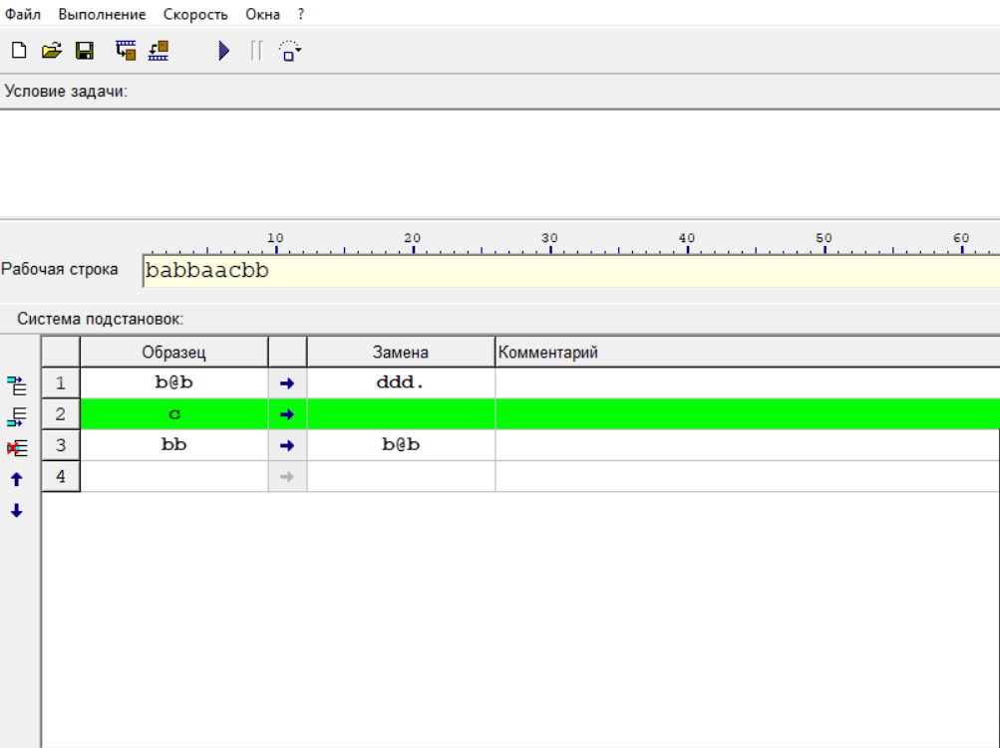 Файл Выполнение Скорость Окна ?
Условие задачи:
10 20 30 40 50 60
Рабочая строка babbaacbb
Система подстановок:
Образец Замена Комментарий
1 b@b → ddd.
2 c →
3 bb → b@b
4 →